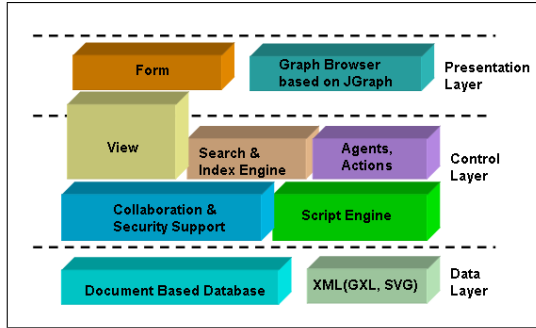 Form
Graph Browser
based on JGraph
Presentation
Layer
View
Search &
Index Engine
Agents,
Actions
Control
Layer
Collaboration &
Security Support
Script Engine
Document Based Database
XML(GXL, SVG)
Data
Layer